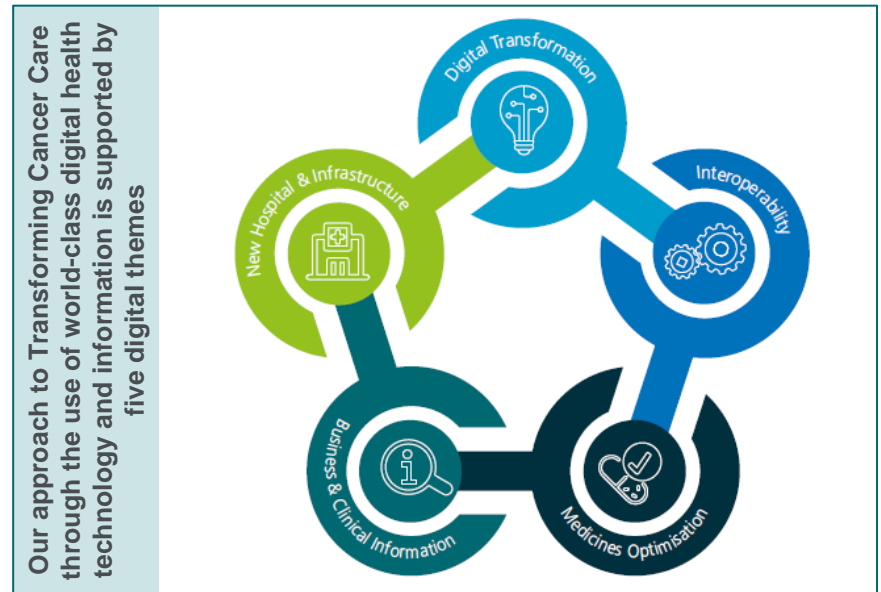 Our approach to Transforming Cancer Care
through the use of world-class digital health
technology and information is supported by
five digital themes
Digital Transformation
Interoperability
New Hospital & Infrastructure
Business & Clinical Information
Medicines Optimisation